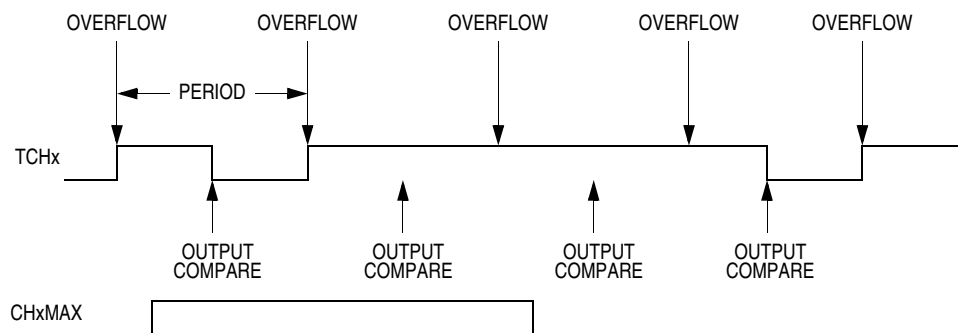 OVERFLOW OVERFLOW OVERFLOW OVERFLOW OVERFLOW
PERIOD
TCHx
OUTPUT OUTPUT OUTPUT OUTPUT
COMPARE COMPARE COMPARE COMPARE
CHxMAX